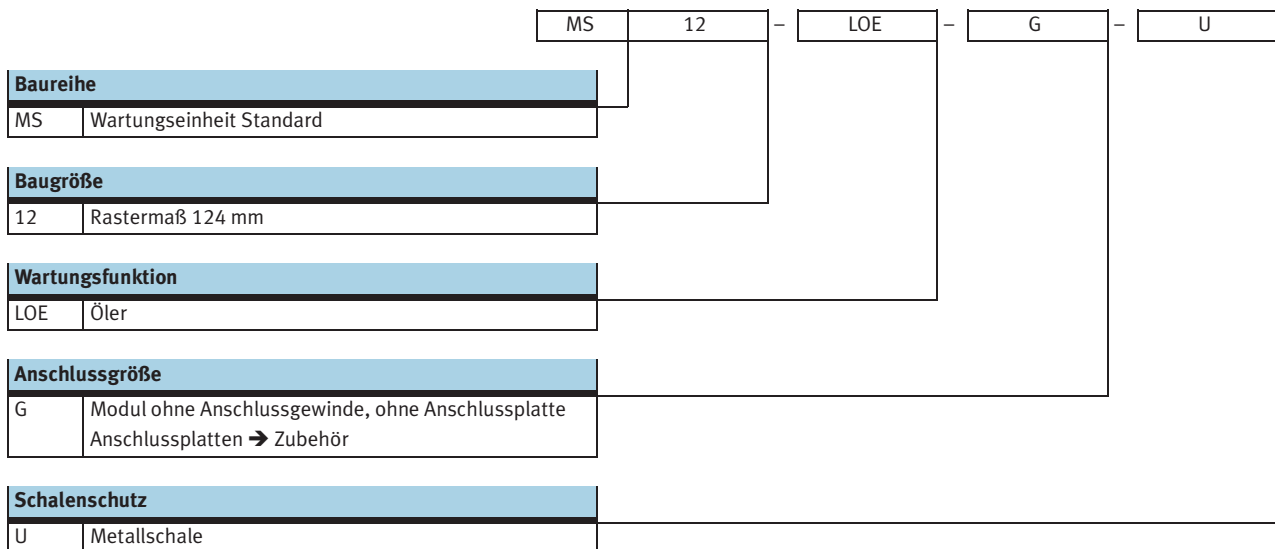 MS 12 – LOE – G – U
Baureihe
MS Wartungseinheit Standard
Baugröße
12 Rastermaß 124 mm
Wartungsfunktion
LOE Öler
Anschlussgröße
G Modul ohne Anschlussgewinde, ohne Anschlussplatte
Anschlussplatten ➔ Zubehör
Schalenschutz
U Metallschale